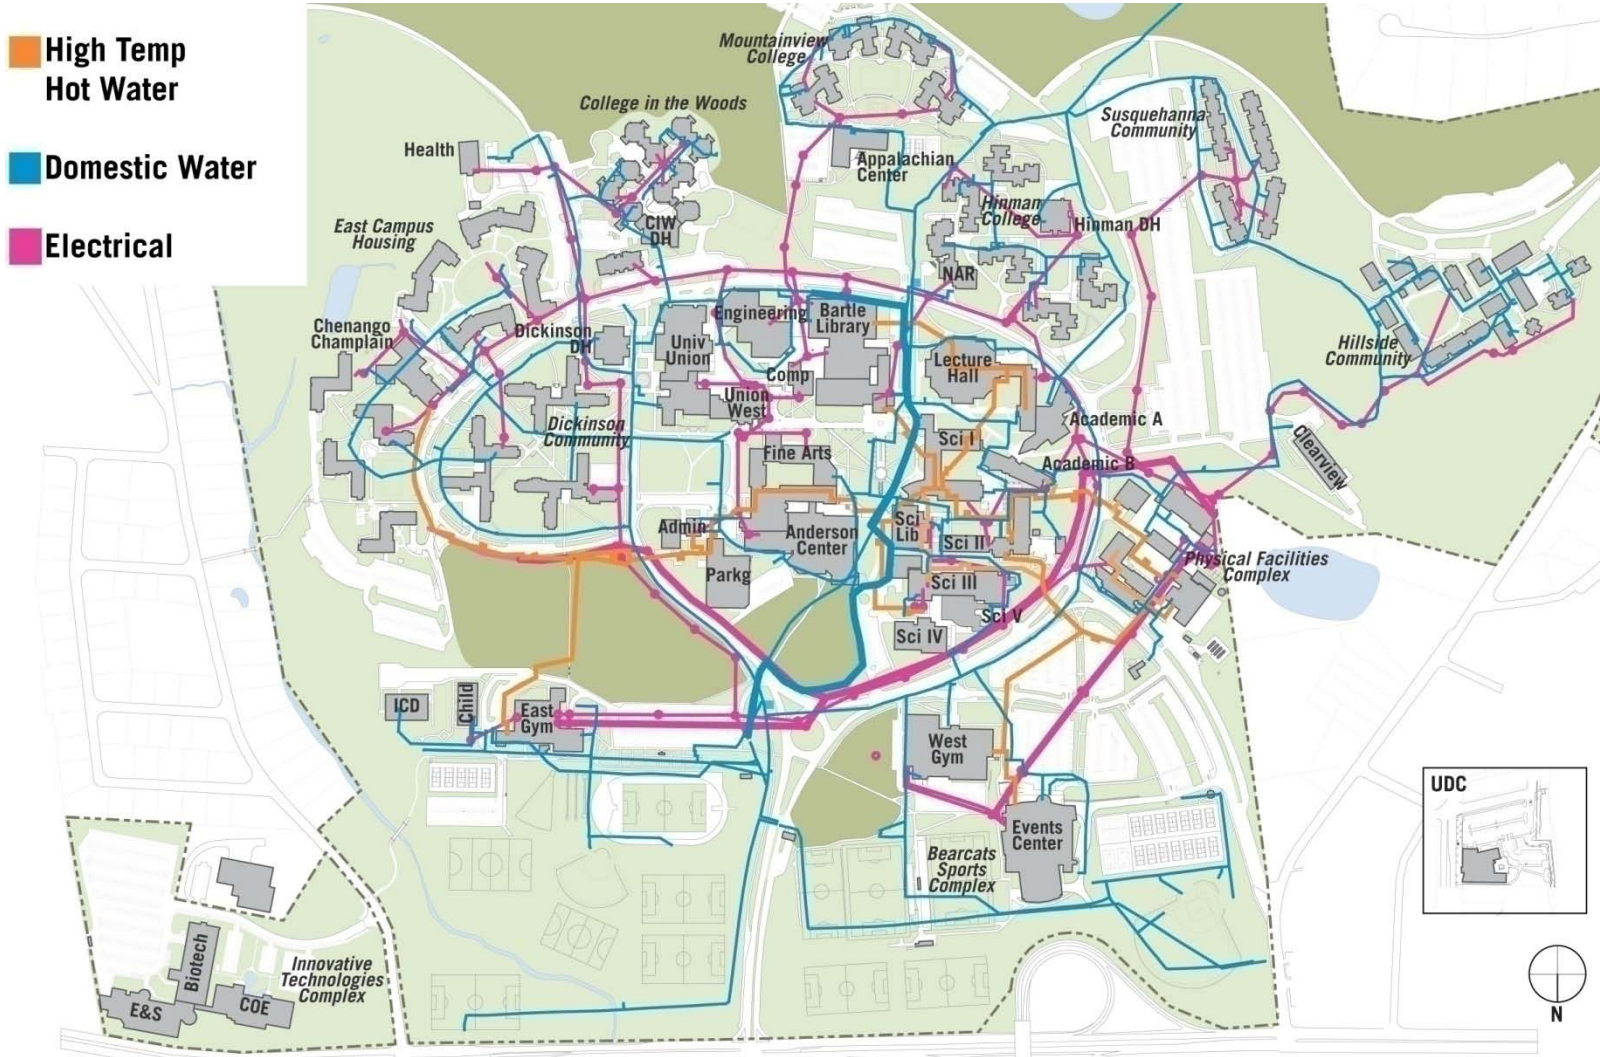 High Temp
Hot Water
Domestic Water
Electrical
Mountainview
College
College in the Woods
Susquehanna
Community
Health
Appalachian
Center
East Campus
Housing
CIW
DH
Hinman
College
Hinman DH
NAR
Chenango
Champlain
Dickinson
DH
Engineering
Bartle
Library
Univ
Union
Lecture
Hall
Hillside
Community
Comp
Union
West
Academic A
Dickinson
Community
Sci I
Clearview
Fine Arts
Academic B
Admin
Anderson
Center
Sci
Lib
Sci II
Physical Facilities
Complex
Parkg
Sci III
Sci V
Sci IV
ICD
Child
East
Gym
West
Gym
UDC
Events
Center
Bearcats
Sports
Complex
Biotech
Innovative
Technologies
Complex
E&S
COE
N